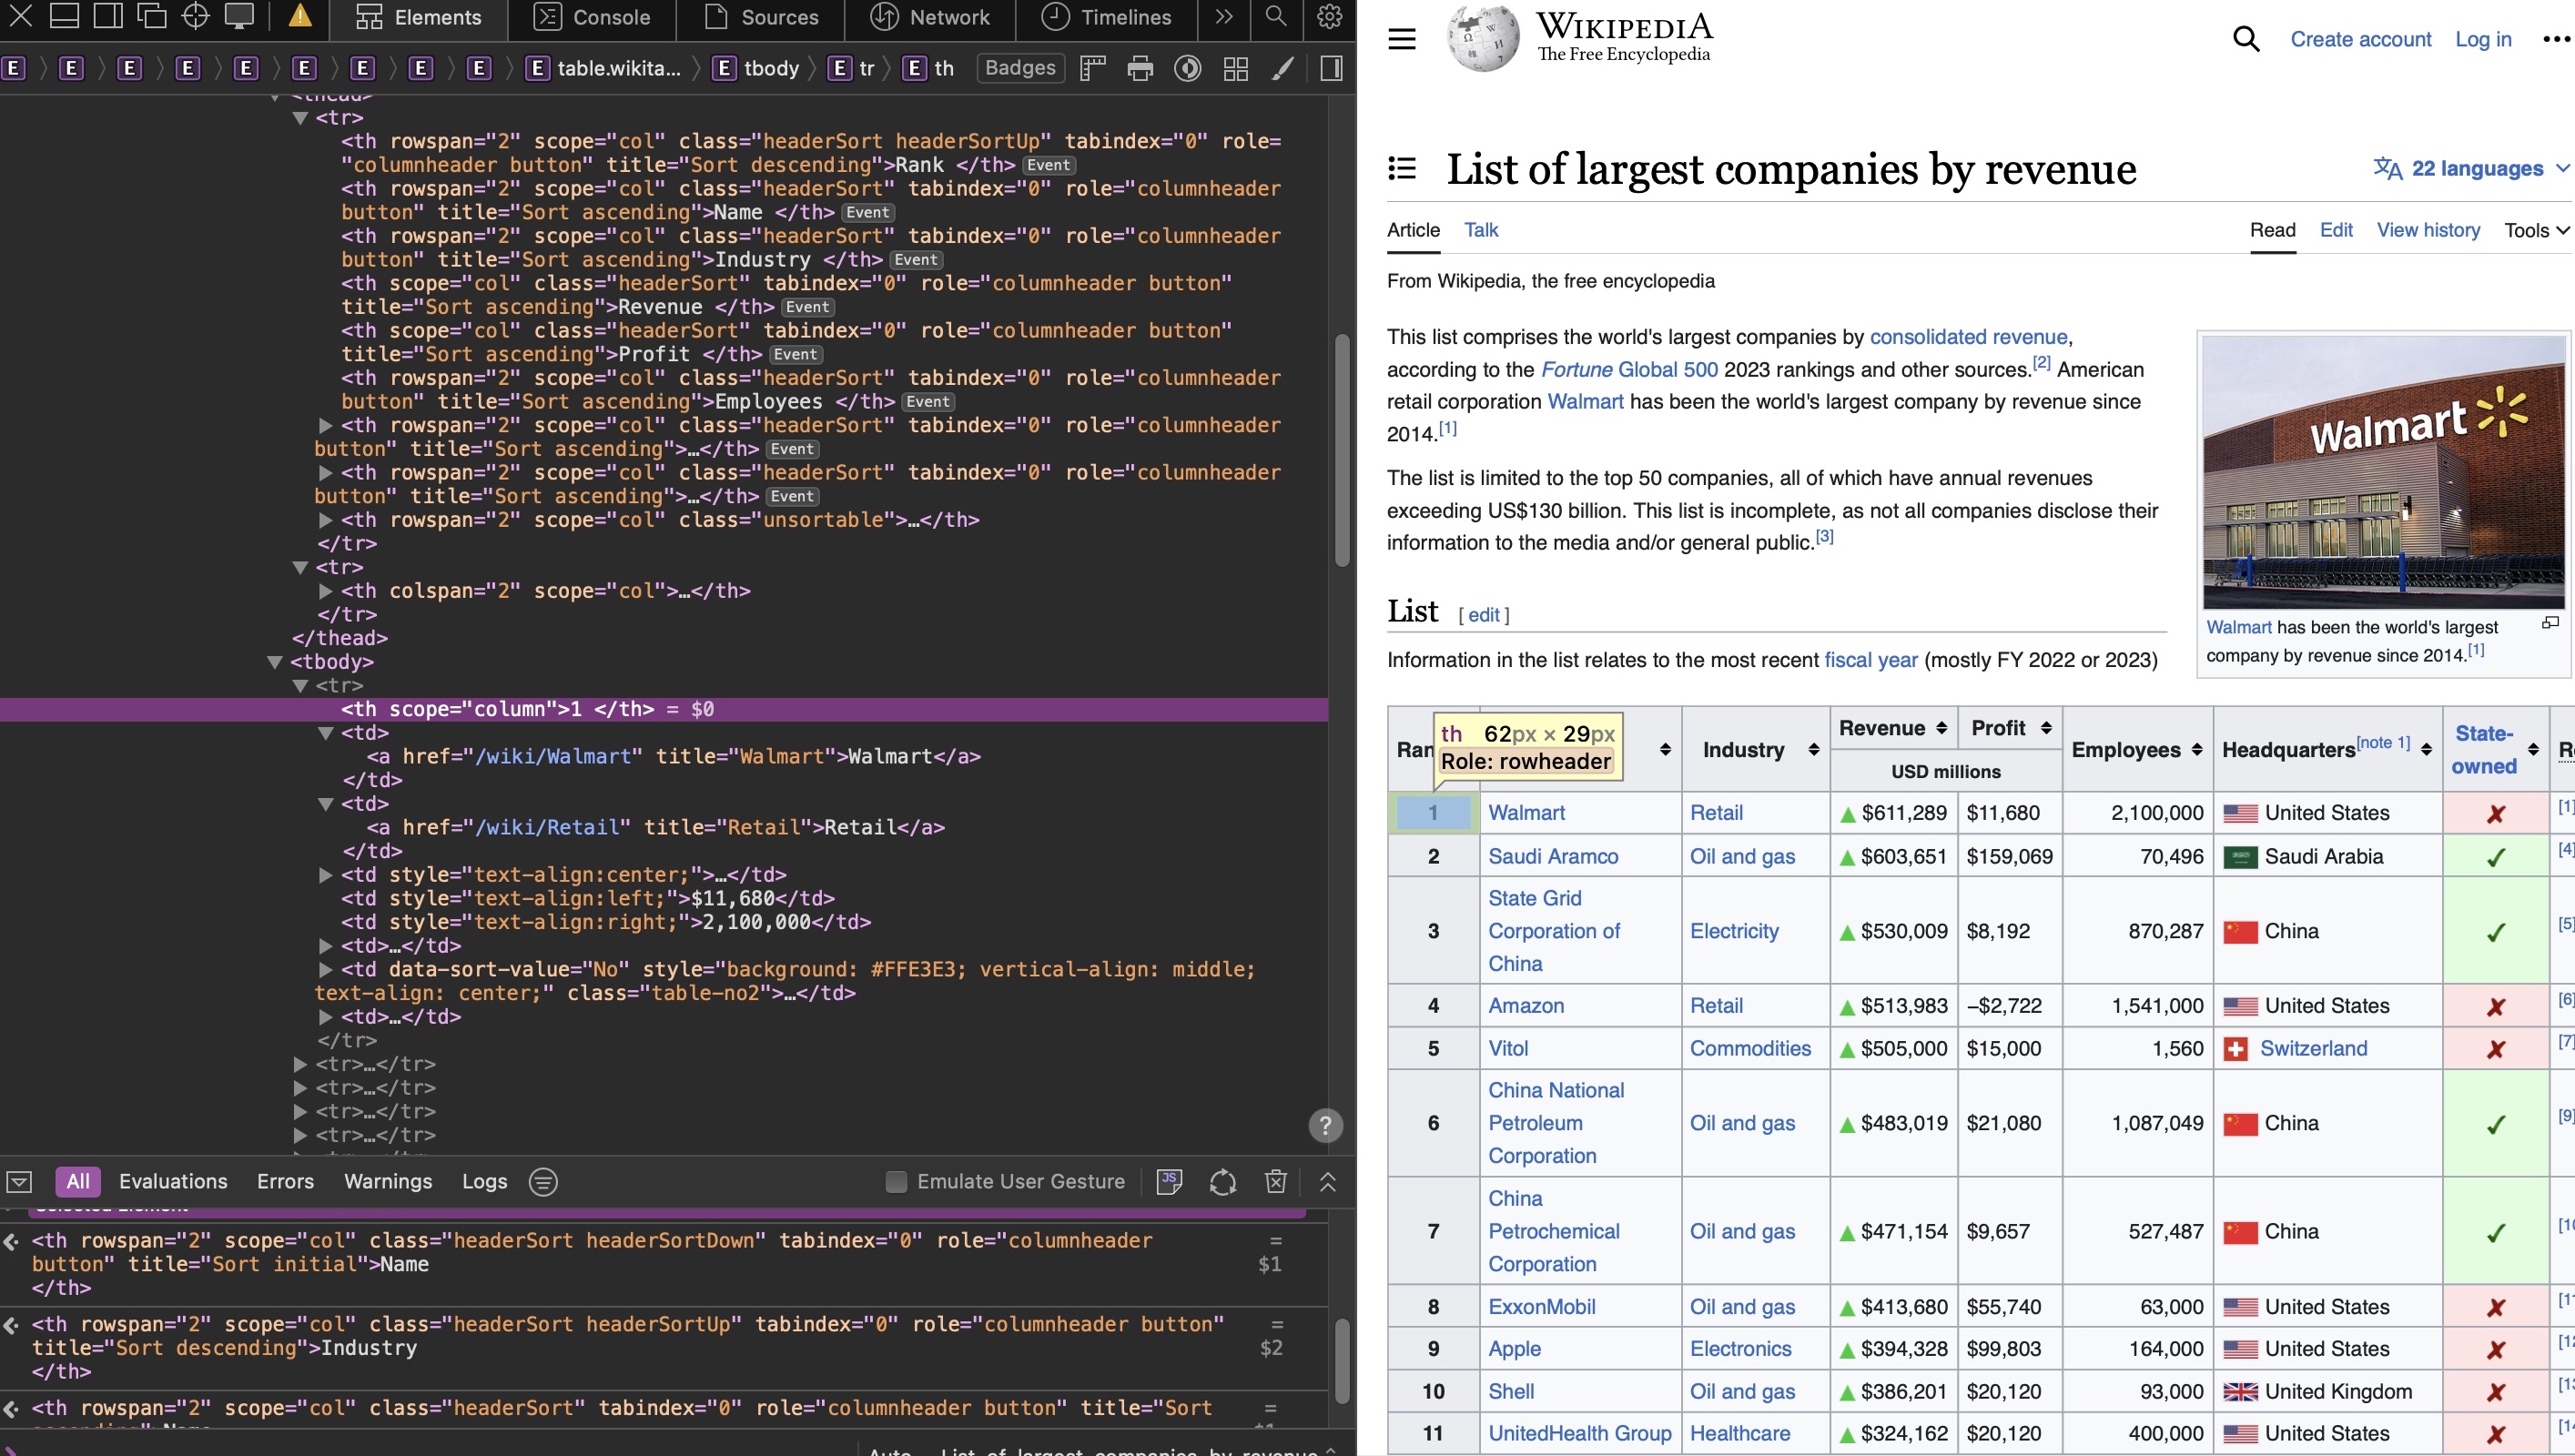 Elements
Console
Sources
Network
Timelines
E E E E E E E E E E table.wikita... E tbody E tr E th Badges
<thead>
<tr>
<th rowspan="2" scope="col" class="headerSort headerSortUp" tabindex="0" role=
"columnheader button" title="Sort descending">Rank </th> Event
<th rowspan="2" scope="col" class="headerSort" tabindex="0" role="columnheader
button" title="Sort ascending">Name </th> Event
<th rowspan="2" scope="col" class="headerSort" tabindex="0" role="columnheader
button" title="Sort ascending">Industry </th> Event
<th scope="col" class="headerSort" tabindex="0" role="columnheader button"
title="Sort ascending">Revenue </th> Event
<th scope="col" class="headerSort" tabindex="0" role="columnheader button"
title="Sort ascending">Profit </th> Event
<th rowspan="2" scope="col" class="headerSort" tabindex="0" role="columnheader
button" title="Sort ascending">Employees </th> Event
<th rowspan="2" scope="col" class="headerSort" tabindex="0" role="columnheader
button" title="Sort ascending">…</th> Event
<th rowspan="2" scope="col" class="headerSort" tabindex="0" role="columnheader
button" title="Sort ascending">…</th> Event
<th rowspan="2" scope="col" class="unsortable">…</th>
</tr>
<tr>
<th colspan="2" scope="col">…</th>
</tr>
</thead>
<tbody>
<tr>
<th scope="column">1 </th> = $0
<td>
<a href="/wiki/Walmart" title="Walmart">Walmart</a>
</td>
<td>
<a href="/wiki/Retail" title="Retail">Retail</a>
</td>
<td style="text-align:center;">…</td>
<td style="text-align:left;">$11,680</td>
<td style="text-align:right;">2,100,000</td>
<td>…</td>
<td data-sort-value="No" style="background: #FFE3E3; vertical-align: middle;
text-align: center;" class="table-no2">…</td>
<td>…</td>
</tr>
<tr>…</tr>
<tr>…</tr>
<tr>…</tr>
<tr>…</tr>
?
All Evaluations Errors Warnings Logs Emulate User Gesture JS
Selected Element
<th rowspan="2" scope="col" class="headerSort headerSortDown" tabindex="0" role="columnheader =
button" title="Sort initial">Name $1
</th>
<th rowspan="2" scope="col" class="headerSort headerSortUp" tabindex="0" role="columnheader button" =
title="Sort descending">Industry $2
</th>
<th rowspan="2" scope="col" class="headerSort" tabindex="0" role="columnheader button" title="Sort =
ascending">Name
Auto — List of largest companies by revenue
WIKIPEDIA
The Free Encyclopedia
Create account Log in
List of largest companies by revenue
22 languages
Article Talk Read Edit View history Tools
From Wikipedia, the free encyclopedia
This list comprises the world's largest companies by consolidated revenue,
according to the Fortune Global 500 2023 rankings and other sources.[2] American
retail corporation Walmart has been the world's largest company by revenue since
2014.[1]
The list is limited to the top 50 companies, all of which have annual revenues
exceeding US$130 billion. This list is incomplete, as not all companies disclose their
information to the media and/or general public.[3]
Walmart
Walmart has been the world's largest
company by revenue since 2014.[1]
List [ edit ]
Information in the list relates to the most recent fiscal year (mostly FY 2022 or 2023)
th 62px × 29px
Role: rowheader
Ran Industry Revenue Profit Employees Headquarters[note 1] State-
owned
USD millions
1 Walmart Retail $611,289 $11,680 2,100,000 United States ✗ [1]
2 Saudi Aramco Oil and gas $603,651 $159,069 70,496 Saudi Arabia ✓ [4]
3 State Grid
Corporation of
China Electricity $530,009 $8,192 870,287 China ✓ [5]
4 Amazon Retail $513,983 −$2,722 1,541,000 United States ✗ [6]
5 Vitol Commodities $505,000 $15,000 1,560 Switzerland ✗ [7]
6 China National
Petroleum
Corporation Oil and gas $483,019 $21,080 1,087,049 China ✓ [9]
7 China
Petrochemical
Corporation Oil and gas $471,154 $9,657 527,487 China ✓
8 ExxonMobil Oil and gas $413,680 $55,740 63,000 United States ✗
9 Apple Electronics $394,328 $99,803 164,000 United States ✗
10 Shell Oil and gas $386,201 $20,120 93,000 United Kingdom ✗
11 UnitedHealth Group Healthcare $324,162 $20,120 400,000 United States ✗